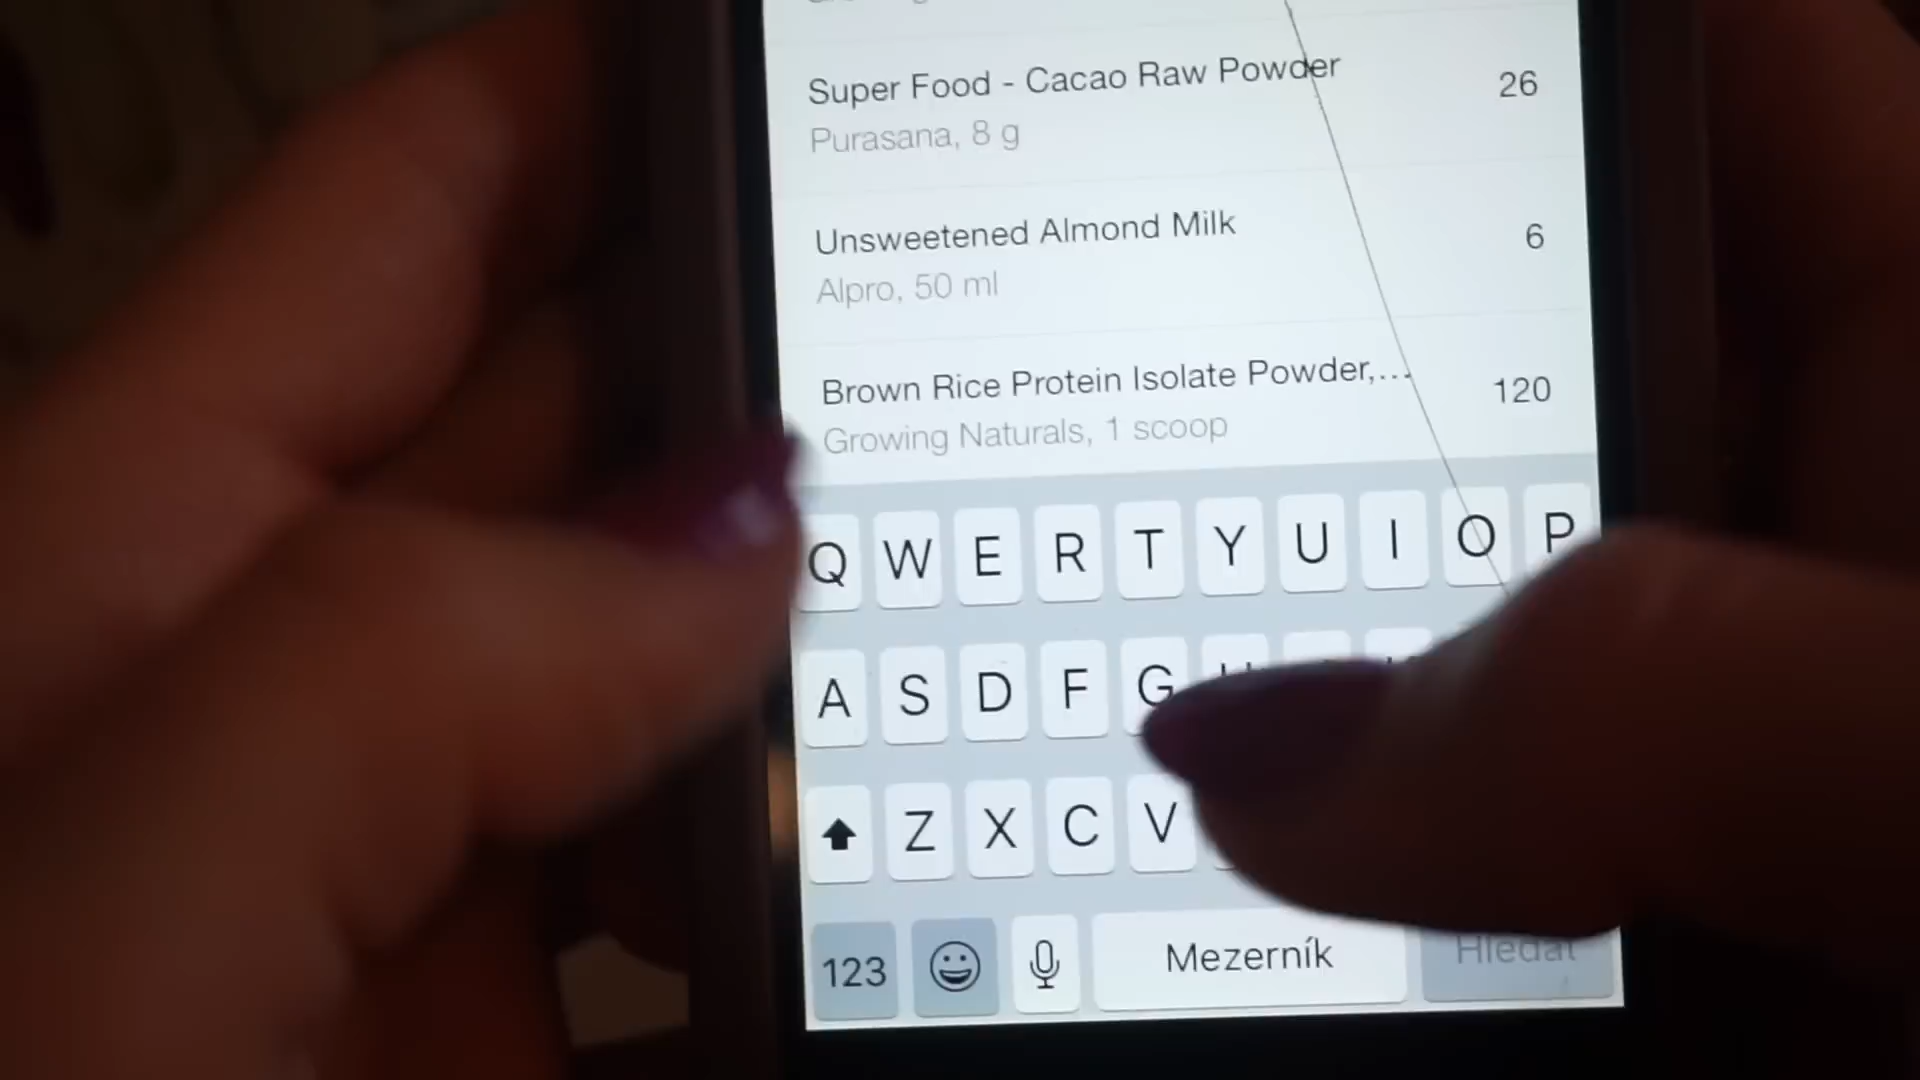 Super Food - Cacao Raw Powder
26
Purasana, 8 g
Unsweetened Almond Milk
6
Alpro, 50 ml
Brown Rice Protein Isolate Powder,...
120
Growing Naturals, 1 scoop
Q W E R T Y U I O P
A S D F G
Z X C V
123 Mezerník Hledat